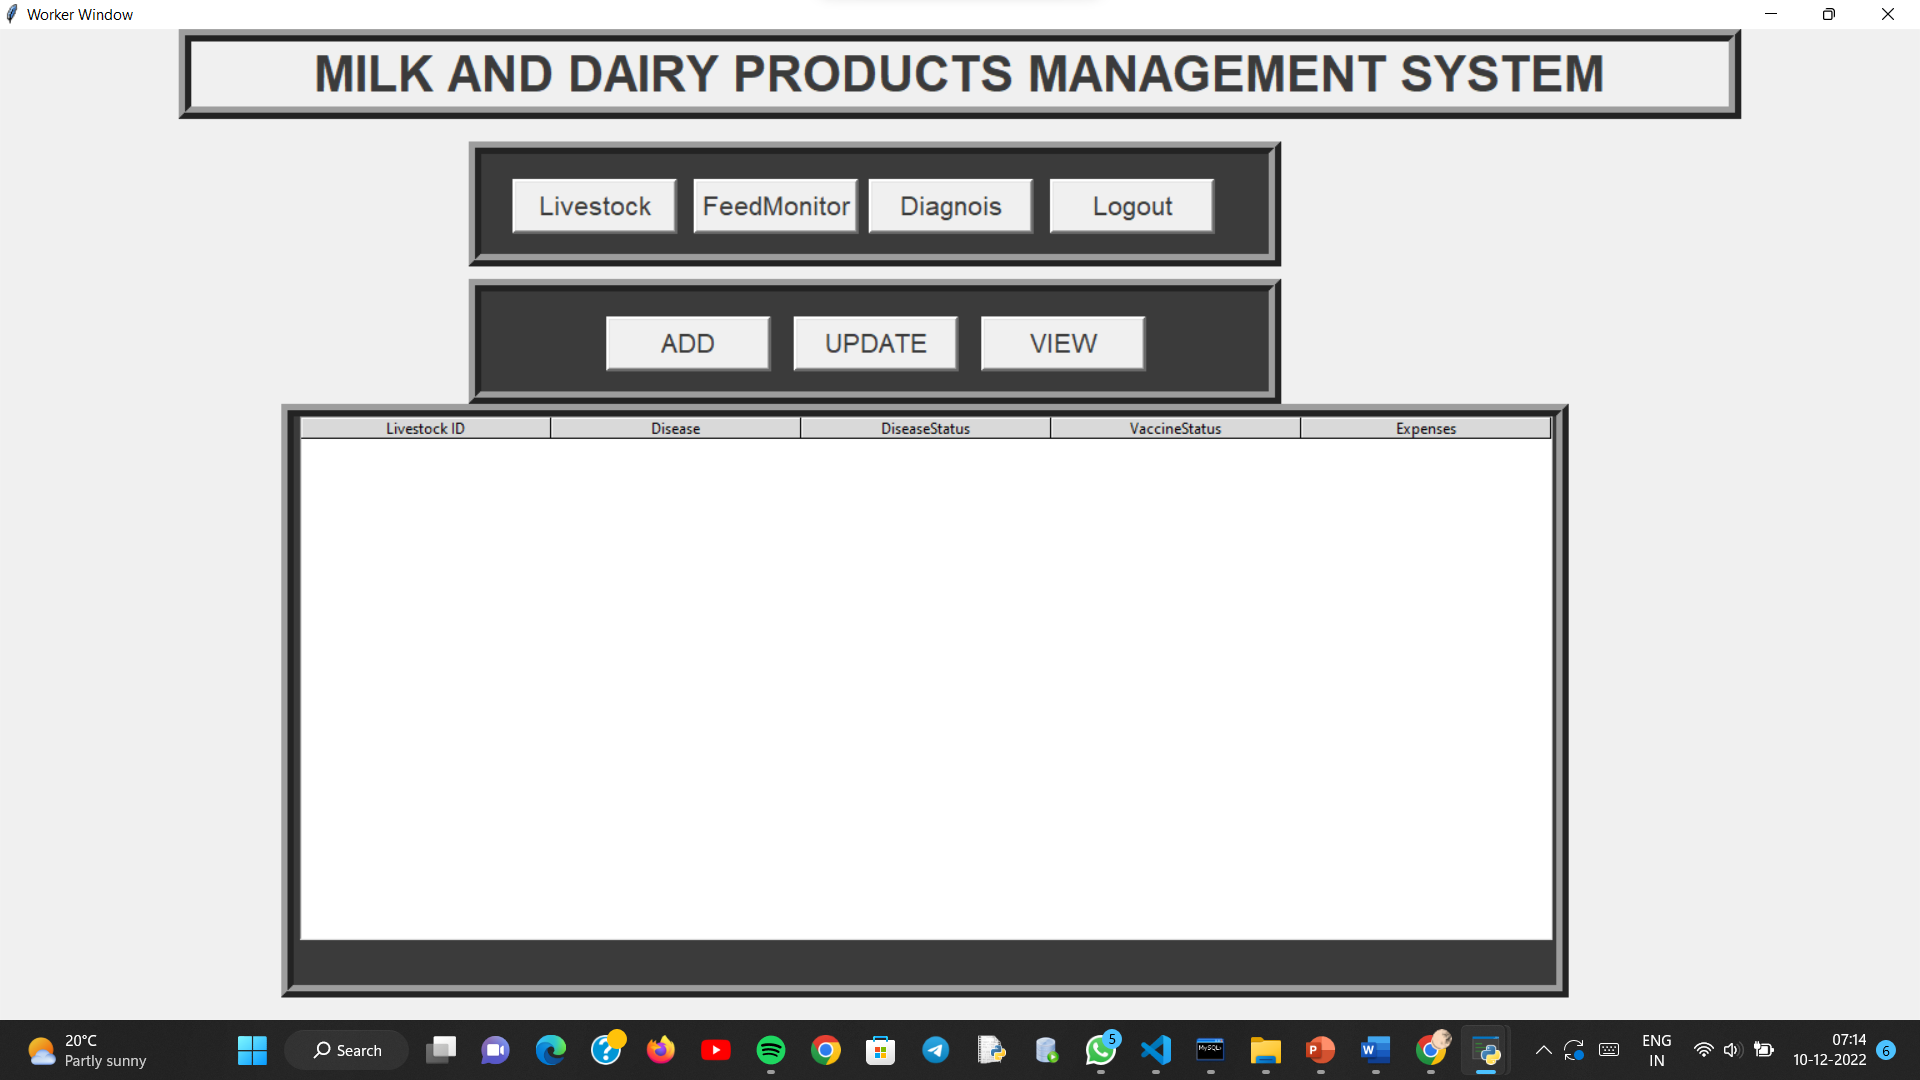 Worker Window
MILK AND DAIRY PRODUCTS MANAGEMENT SYSTEM
Livestock FeedMonitor Diagnois Logout
ADD UPDATE VIEW
Livestock ID Disease DiseaseStatus VaccineStatus Expenses
20°C
Partly sunny
Search
5
MySQL
ENG
IN
07:14
10-12-2022
6